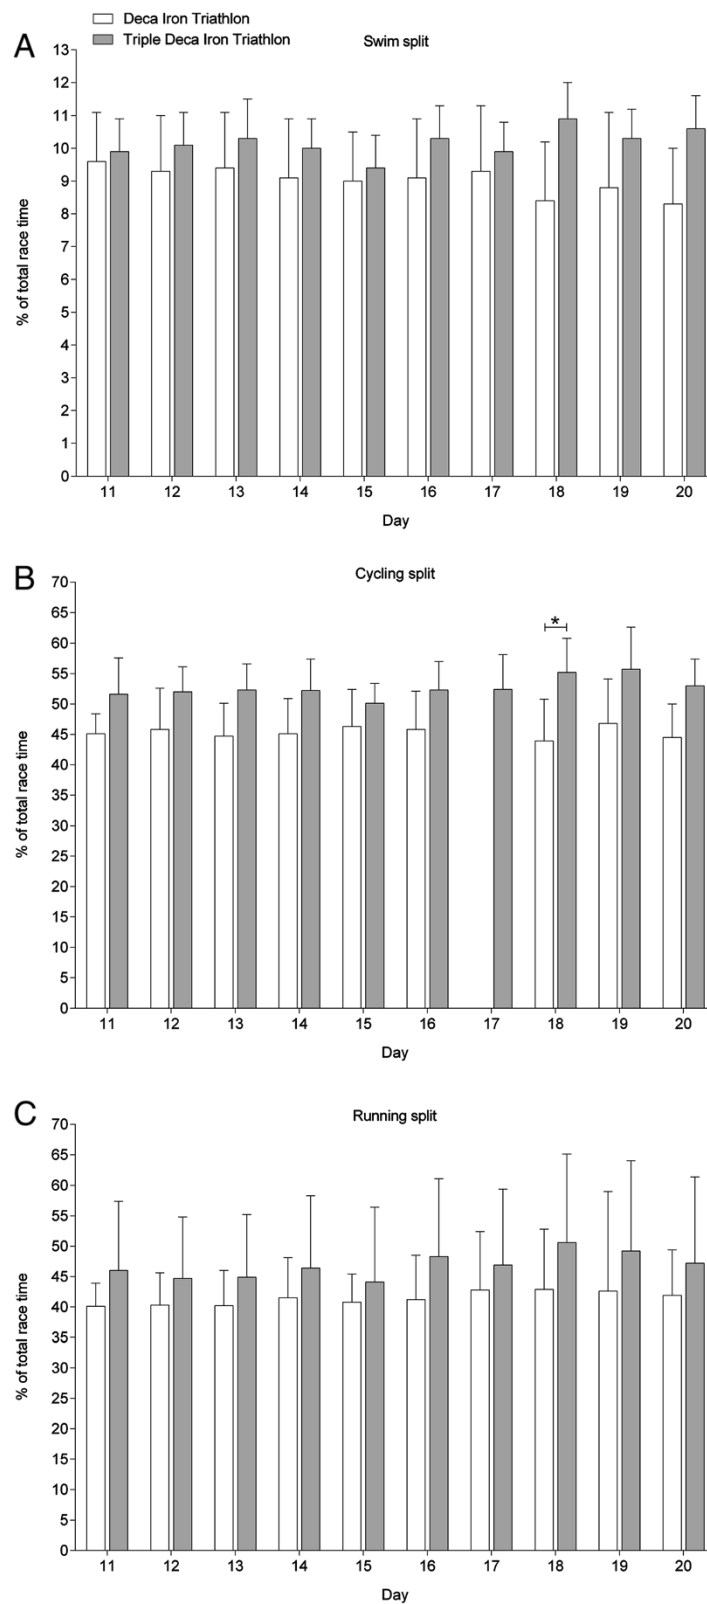 Deca Iron Triathlon
Triple Deca Iron Triathlon
A
Swim split
% of total race time
13
12
11
10
9
8
7
6
5
4
3
2
1
0
11 12 13 14 15 16 17 18 19 20
Day
B
Cycling split
% of total race time
70
65
60
55
50
45
40
35
30
25
20
15
10
5
0
*
11 12 13 14 15 16 17 18 19 20
Day
C
Running split
% of total race time
70
65
60
55
50
45
40
35
30
25
20
15
10
5
0
11 12 13 14 15 16 17 18 19 20
Day